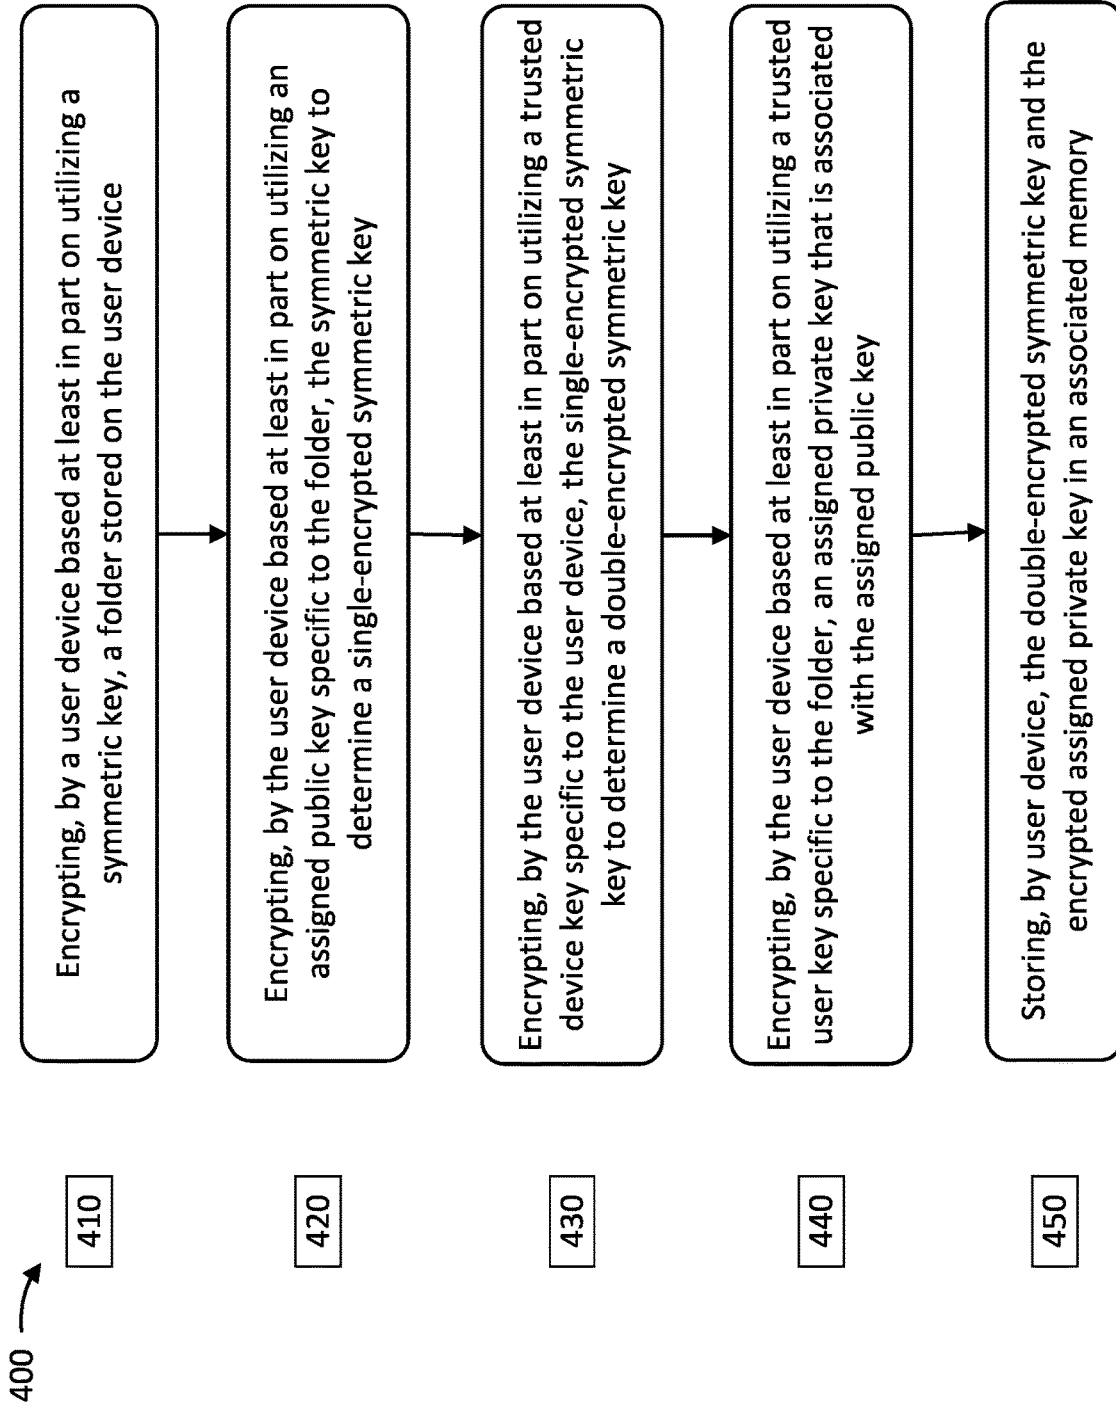 400
410
Encrypting, by a user device based at least in part on utilizing a
symmetric key, a folder stored on the user device
420
Encrypting, by the user device based at least in part on utilizing an
assigned public key specific to the folder, the symmetric key to
determine a single-encrypted symmetric key
430
Encrypting, by the user device based at least in part on utilizing a trusted
device key specific to the user device, the single-encrypted symmetric
key to determine a double-encrypted symmetric key
440
Encrypting, by the user device based at least in part on utilizing a trusted
user key specific to the folder, an assigned private key that is associated
with the assigned public key
450
Storing, by user device, the double-encrypted symmetric key and the
encrypted assigned private key in an associated memory